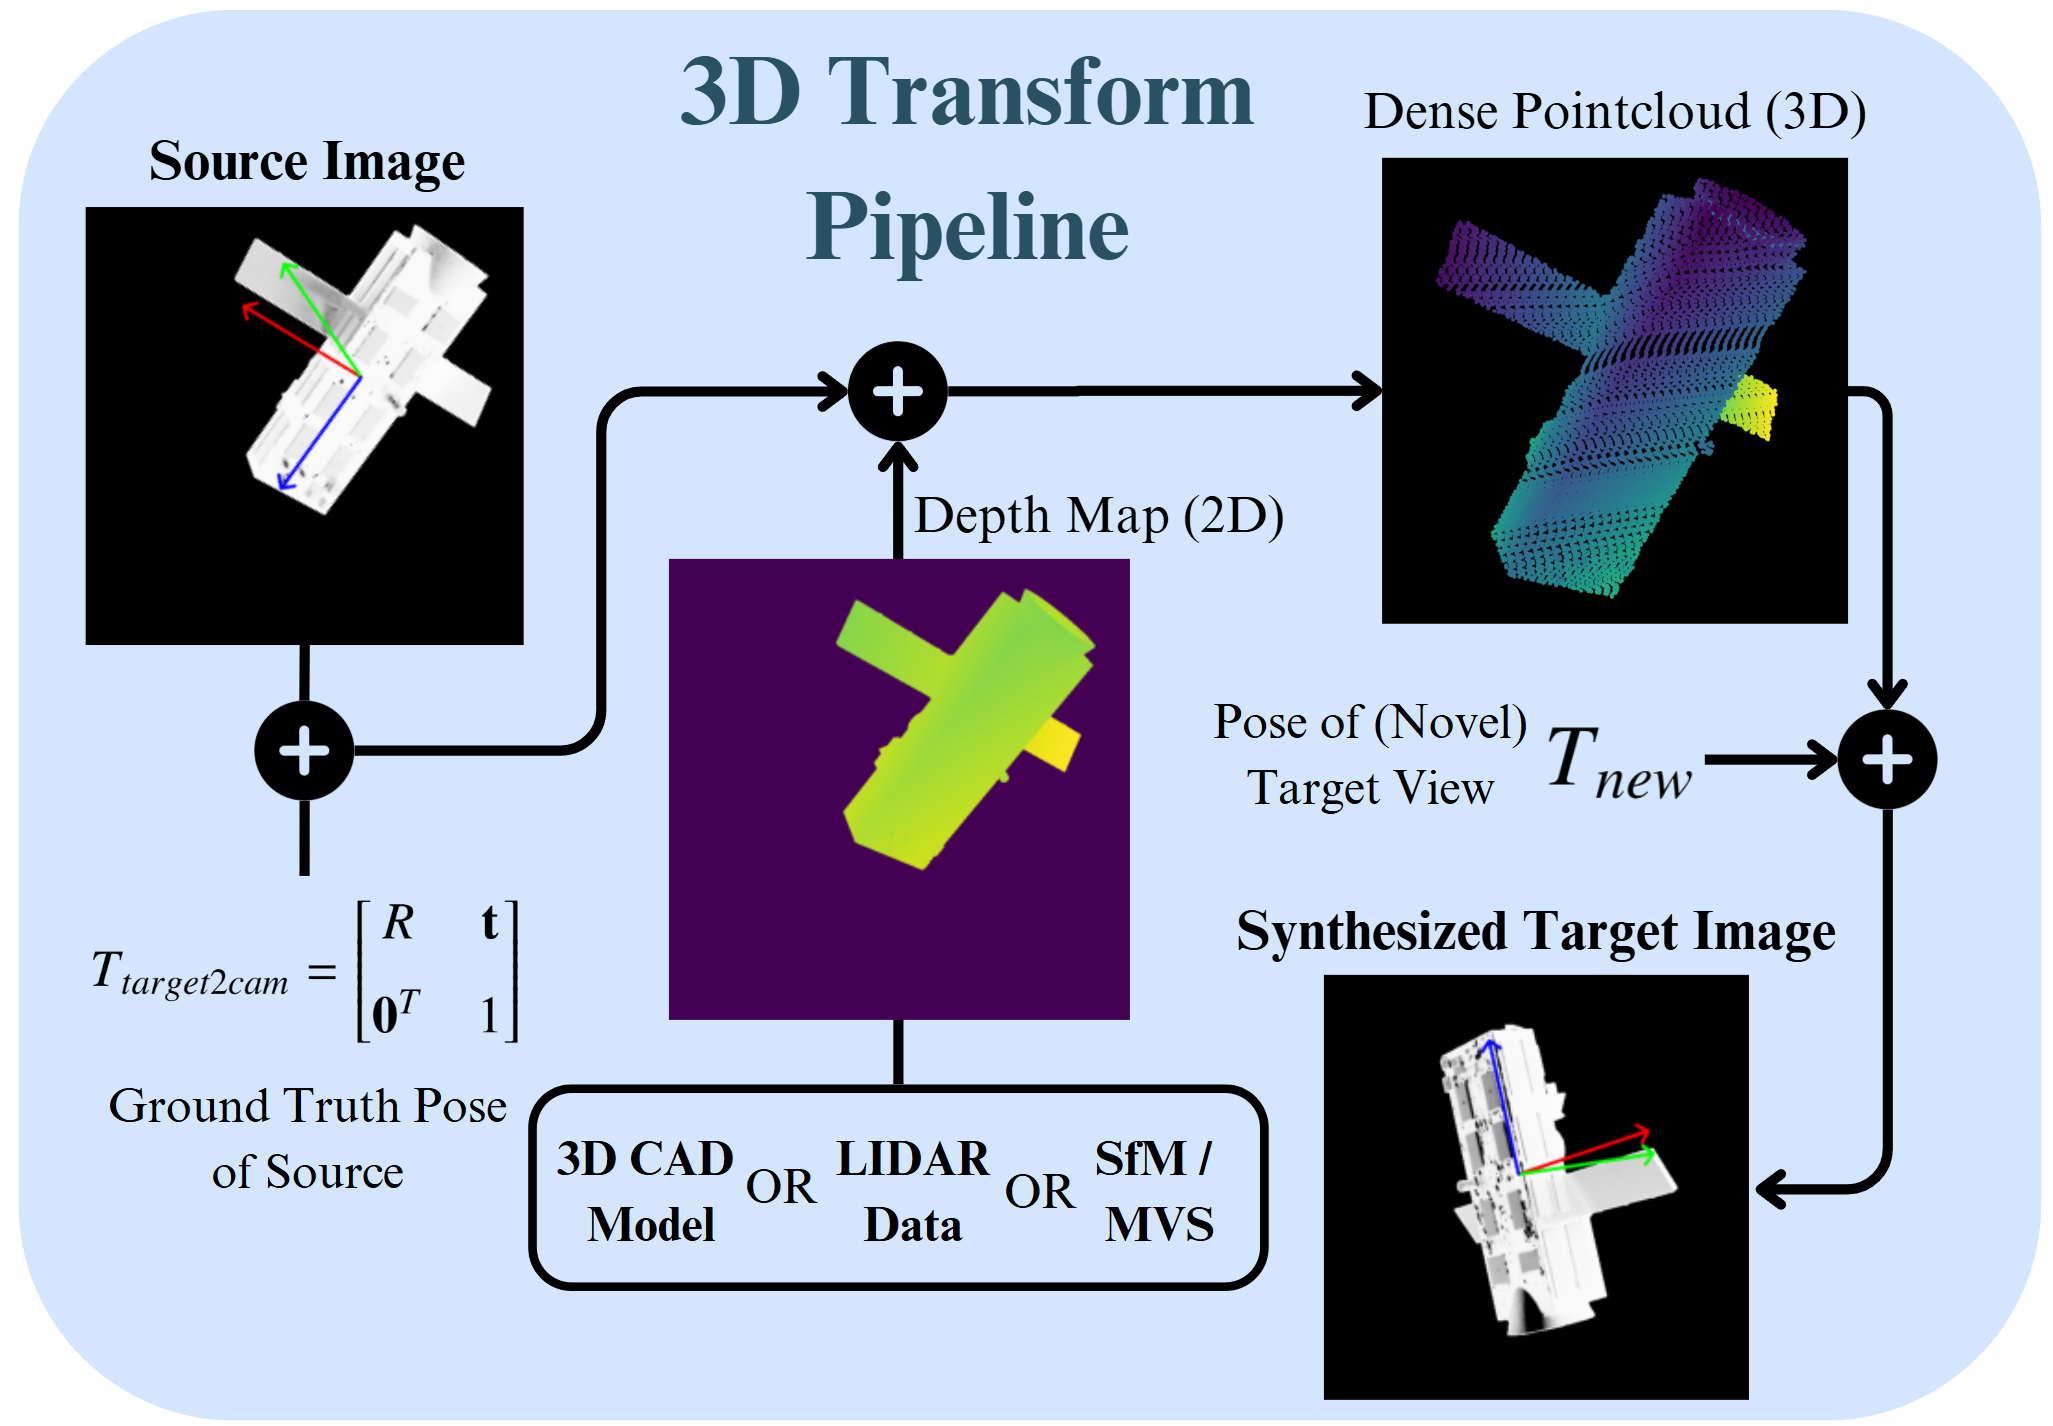 3D Transform
Pipeline
Source Image
Dense Pointcloud (3D)
Depth Map (2D)
Pose of (Novel)
Target View
T_{new}
T_{target2cam} = \begin{bmatrix} R & \mathbf{t} \\ \mathbf{0}^T & 1 \end{bmatrix}
Ground Truth Pose
of Source
3D CAD
Model
OR
LIDAR
Data
OR
SfM /
MVS
Synthesized Target Image